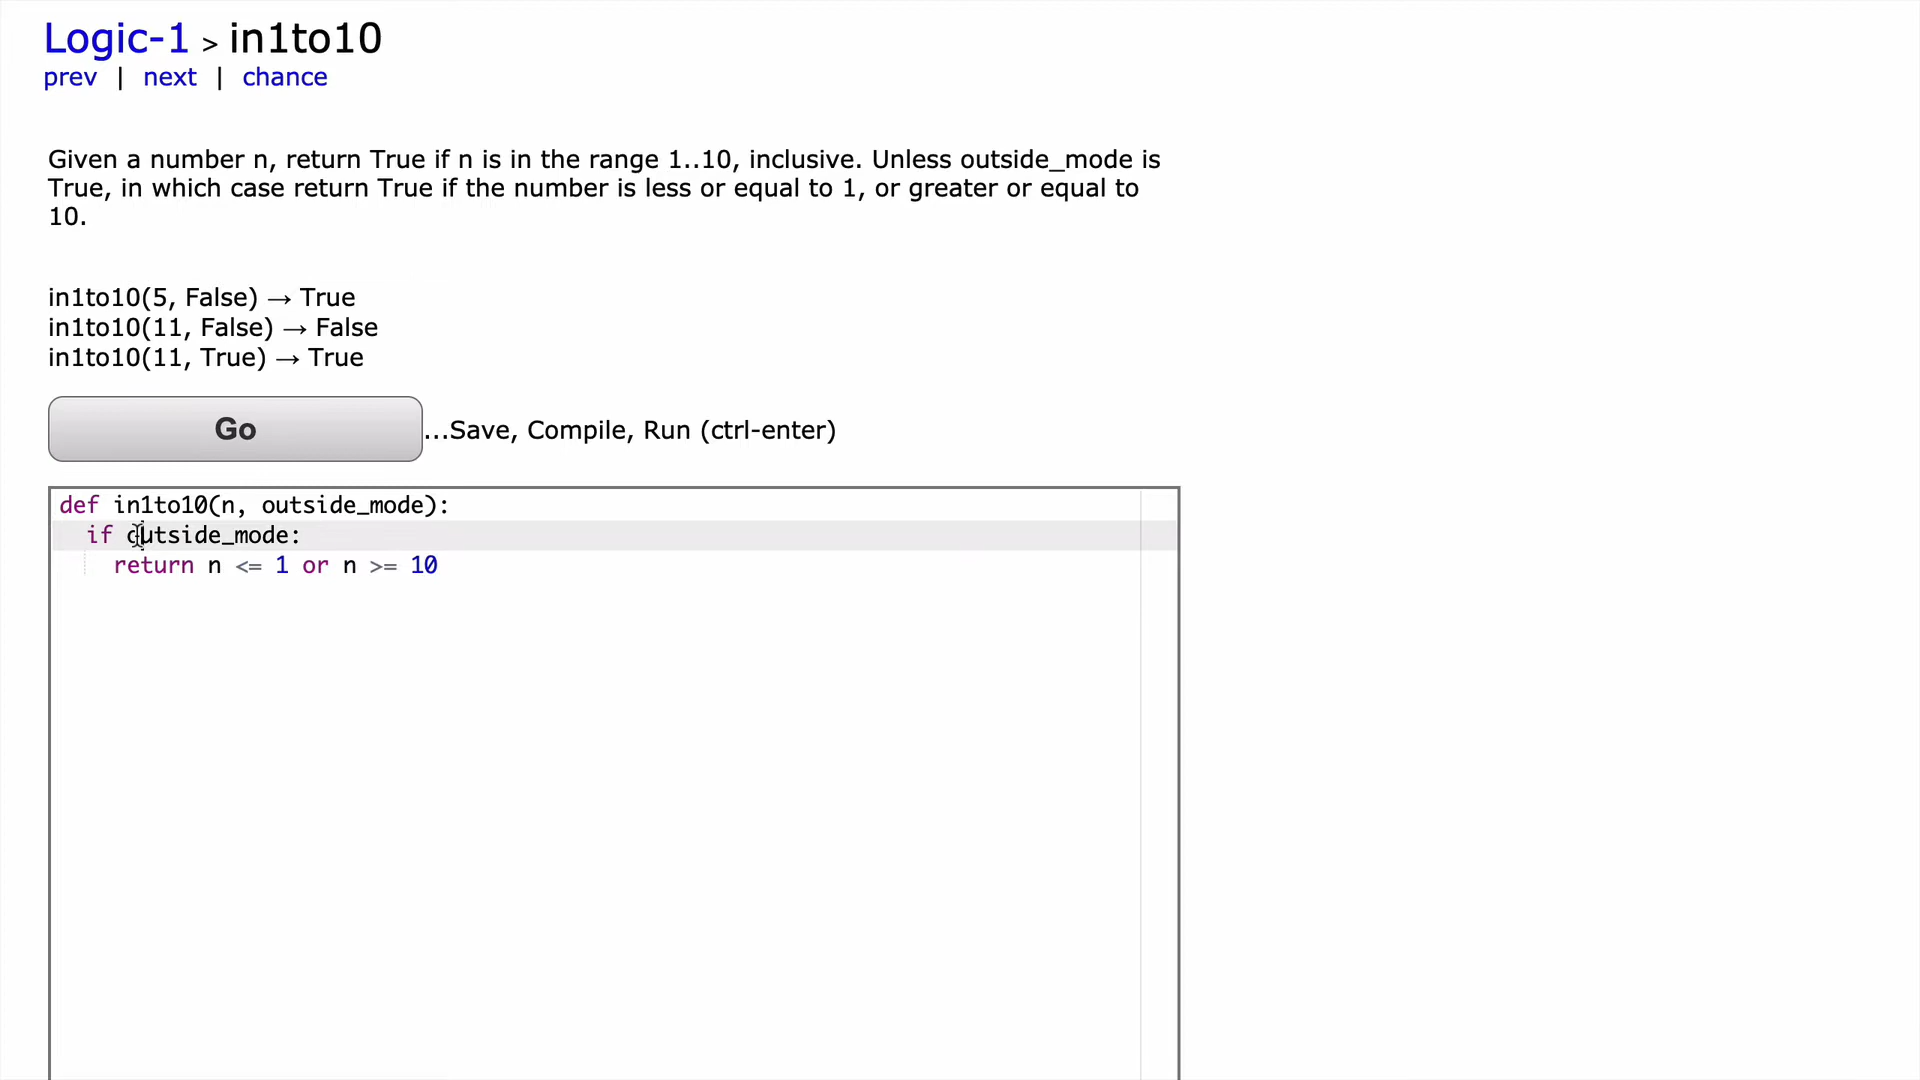 Logic-1 > in1to10
prev | next | chance
Given a number n, return True if n is in the range 1..10, inclusive. Unless outside_mode is
True, in which case return True if the number is less or equal to 1, or greater or equal to
10.
in1to10(5, False) → True
in1to10(11, False) → False
in1to10(11, True) → True
Go ...Save, Compile, Run (ctrl-enter)
def in1to10(n, outside_mode):
  if outside_mode:
    return n <= 1 or n >= 10